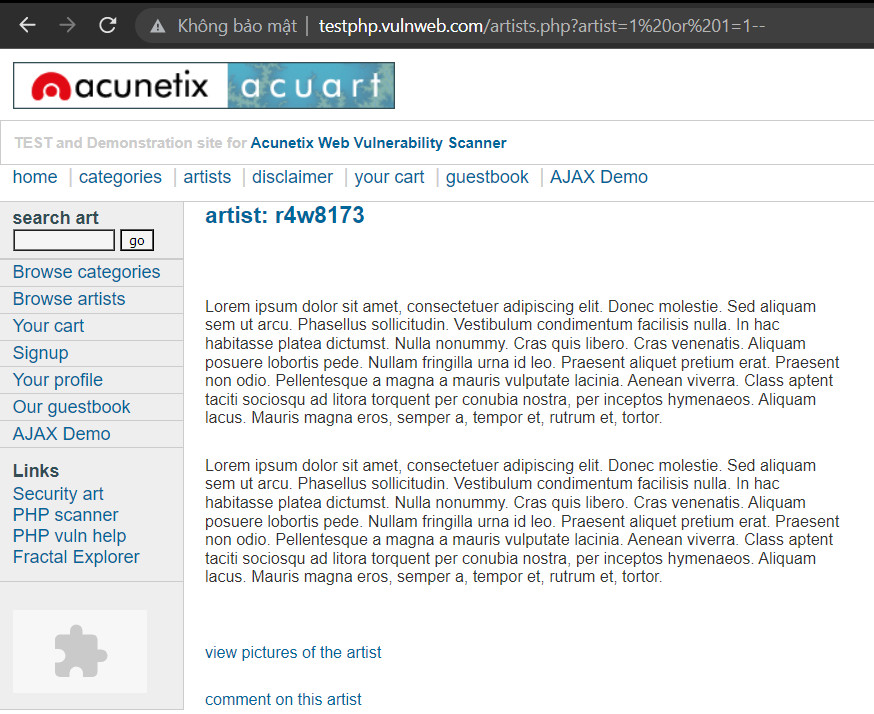 Không bảo mật | testphp.vulnweb.com/artists.php?artist=1%20or%201=1--
acunetix acuart
TEST and Demonstration site for Acunetix Web Vulnerability Scanner
home | categories | artists | disclaimer | your cart | guestbook | AJAX Demo
search art
go
Browse categories
Browse artists
Your cart
Signup
Your profile
Our guestbook
AJAX Demo
Links
Security art
PHP scanner
PHP vuln help
Fractal Explorer
artist: r4w8173
Lorem ipsum dolor sit amet, consectetuer adipiscing elit. Donec molestie. Sed aliquam
sem ut arcu. Phasellus sollicitudin. Vestibulum condimentum facilisis nulla. In hac
habitasse platea dictumst. Nulla nonummy. Cras quis libero. Cras venenatis. Aliquam
posuere lobortis pede. Nullam fringilla urna id leo. Praesent aliquet pretium erat. Praesent
non odio. Pellentesque a magna a mauris vulputate lacinia. Aenean viverra. Class aptent
taciti sociosqu ad litora torquent per conubia nostra, per inceptos hymenaeos. Aliquam
lacus. Mauris magna eros, semper a, tempor et, rutrum et, tortor.
Lorem ipsum dolor sit amet, consectetuer adipiscing elit. Donec molestie. Sed aliquam
sem ut arcu. Phasellus sollicitudin. Vestibulum condimentum facilisis nulla. In hac
habitasse platea dictumst. Nulla nonummy. Cras quis libero. Cras venenatis. Aliquam
posuere lobortis pede. Nullam fringilla urna id leo. Praesent aliquet pretium erat. Praesent
non odio. Pellentesque a magna a mauris vulputate lacinia. Aenean viverra. Class aptent
taciti sociosqu ad litora torquent per conubia nostra, per inceptos hymenaeos. Aliquam
lacus. Mauris magna eros, semper a, tempor et, rutrum et, tortor.
view pictures of the artist
comment on this artist